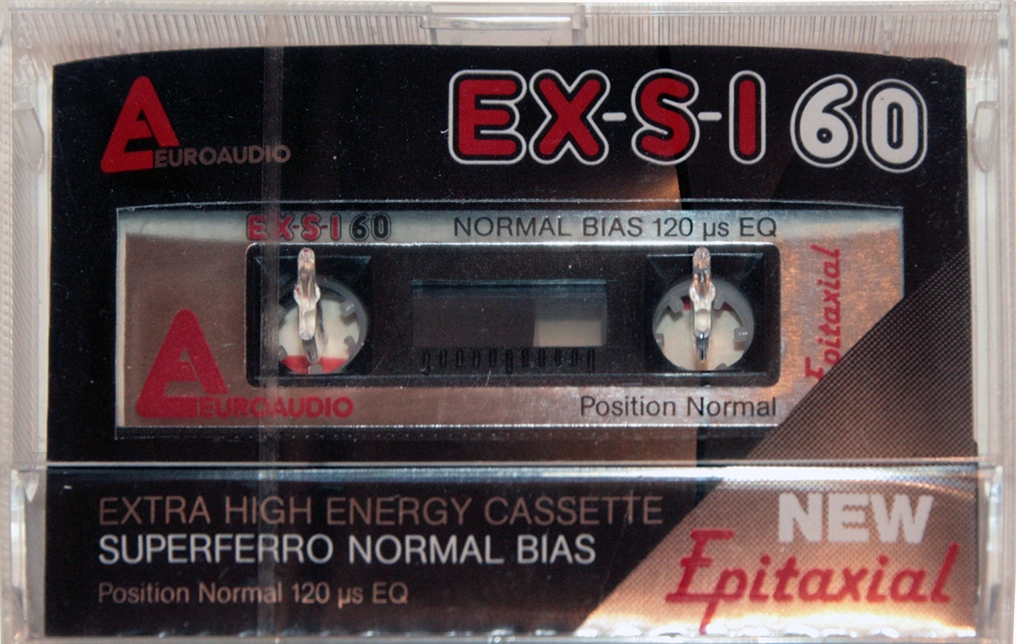 EUROAUDIO
EX-S-I 60
EX-S-I 60
NORMAL BIAS 120 µs EQ
Epitaxial
EUROAUDIO
Position Normal
EXTRA HIGH ENERGY CASSETTE
SUPERFERRO NORMAL BIAS
Position Normal 120 µs EQ
NEW
Epitaxial